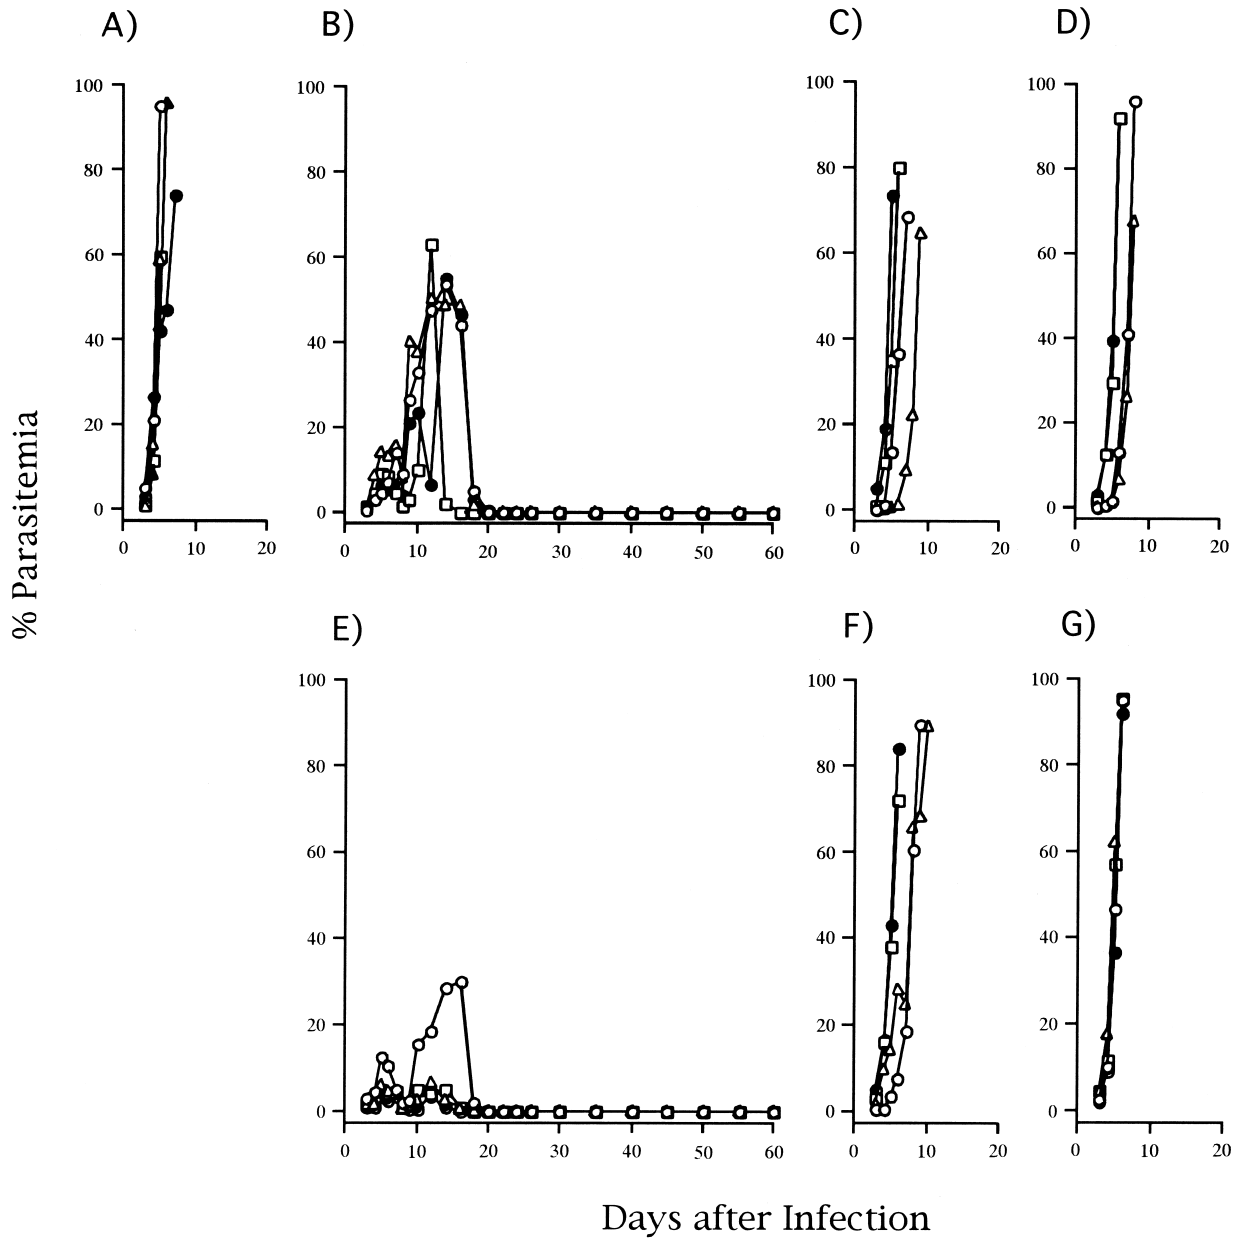 A) B) C) D)
100 100 100 100
80 80 80 80
60 60 60 60
40 40 40 40
20 20 20 20
0 0 0 0
0 10 20 0 10 20 30 40 50 60 0 10 20 0 10 20
% Parasitemia
E) F) G)
100 100 100
80 80 80
60 60 60
40 40 40
20 20 20
0 0 0
0 10 20 30 40 50 60 0 10 20 0 10 20
Days after Infection